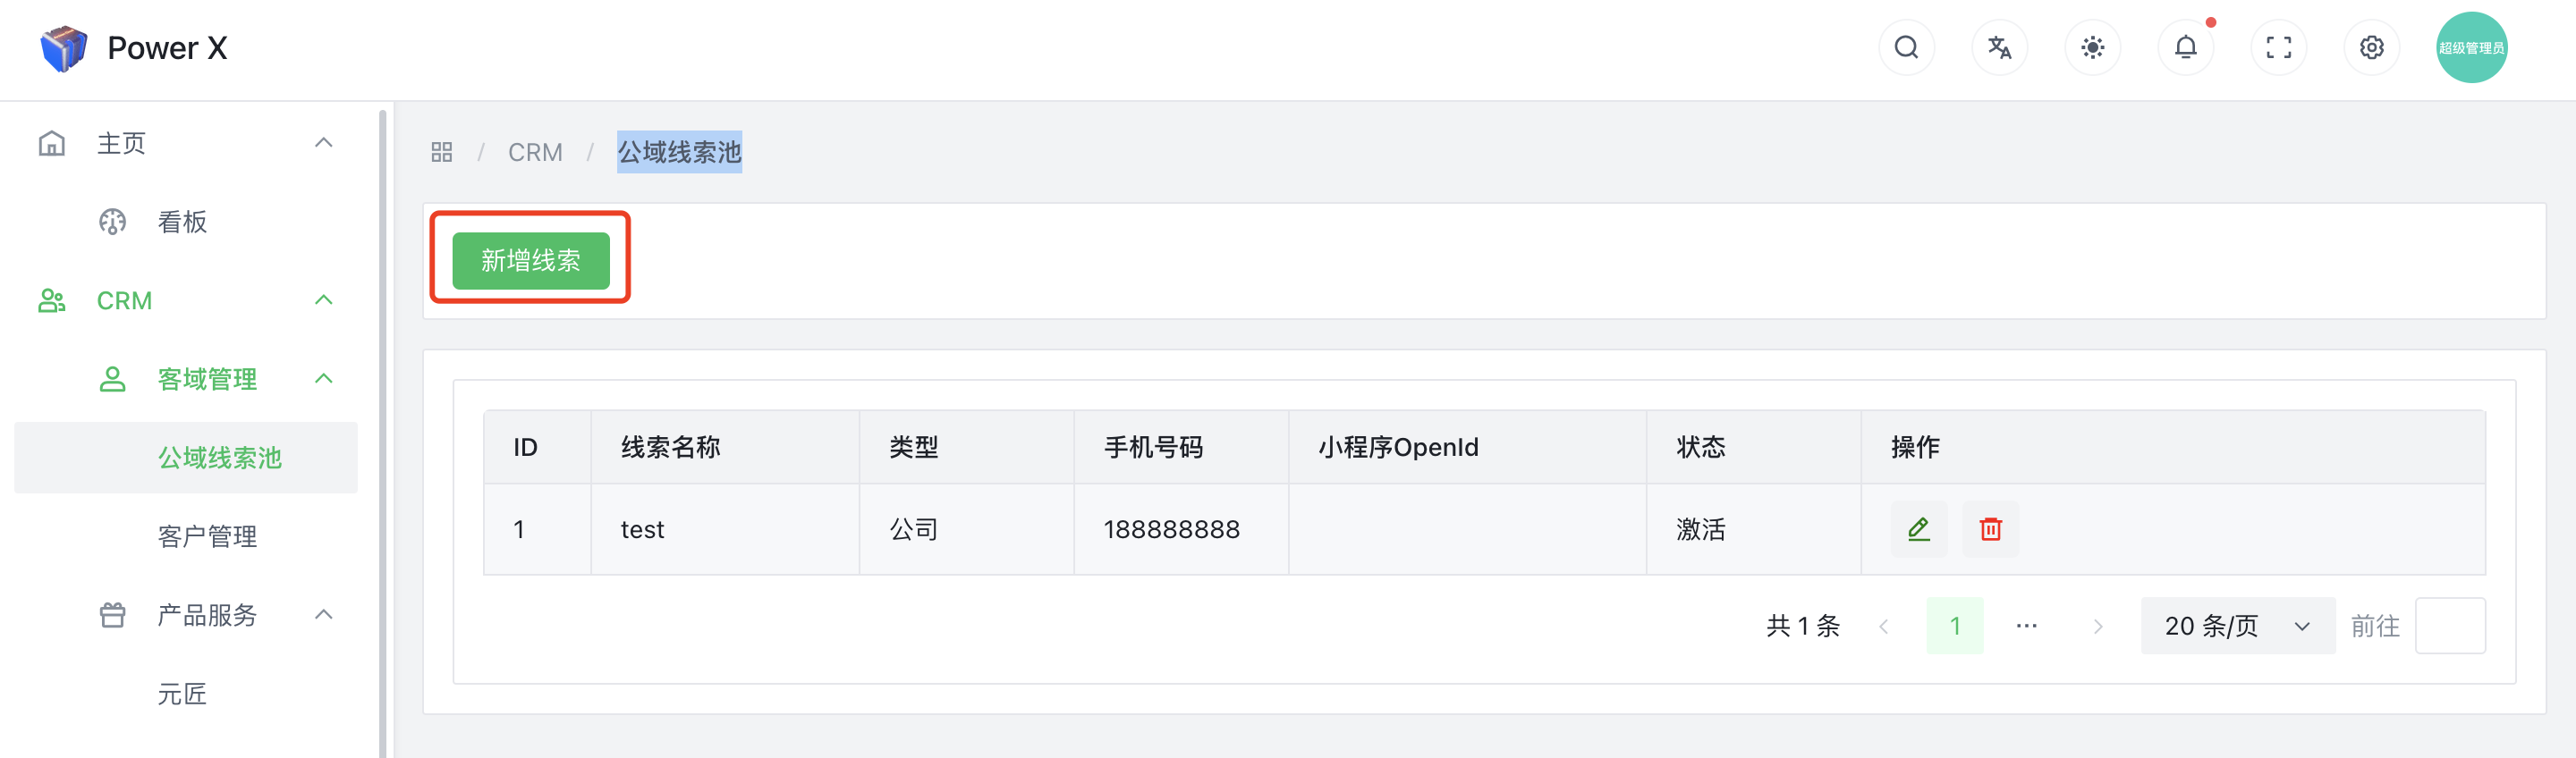 Power X
超级管理员
主页
看板
CRM
客域管理
公域线索池
客户管理
产品服务
元匠
/ CRM / 公域线索池
新增线索
ID 线索名称 类型 手机号码 小程序OpenId 状态 操作
1 test 公司 188888888 激活
共 1 条 1 ··· 20 条/页 前往